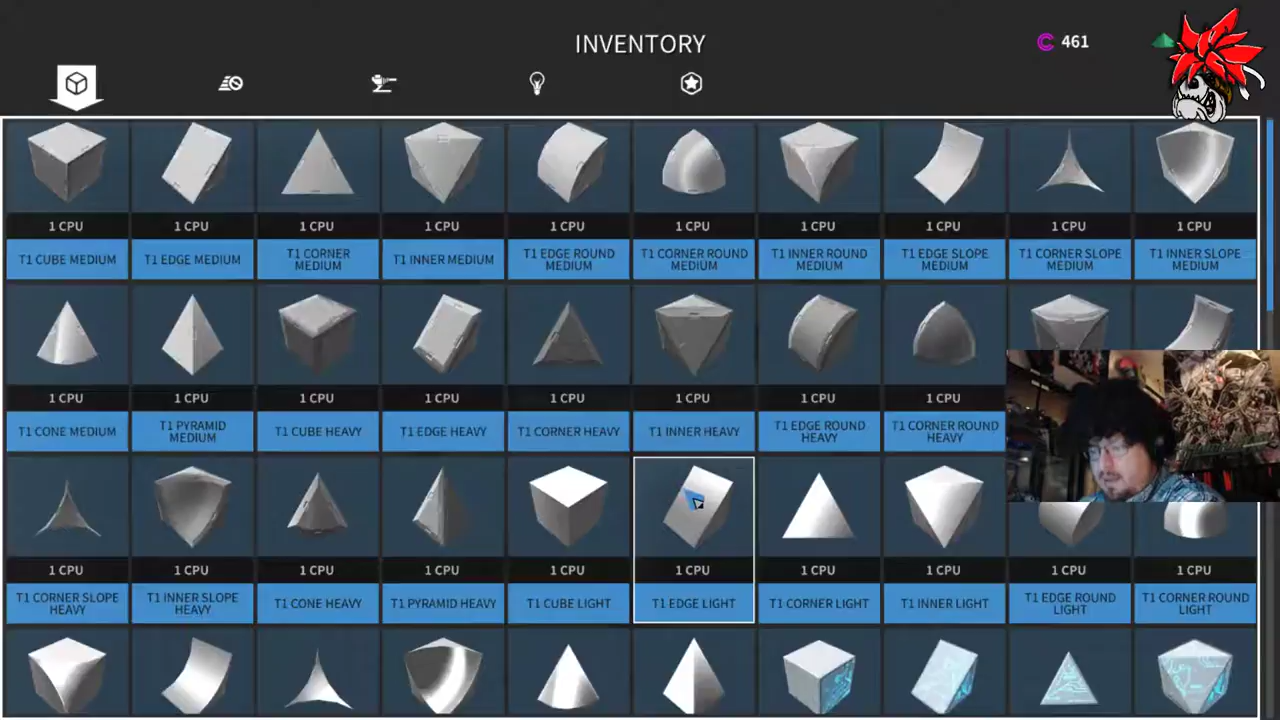 INVENTORY
461
1 CPU 1 CPU 1 CPU 1 CPU 1 CPU 1 CPU 1 CPU 1 CPU 1 CPU 1 CPU
T1 CUBE MEDIUM
T1 EDGE MEDIUM
T1 CORNER
MEDIUM
T1 INNER MEDIUM
T1 EDGE ROUND
MEDIUM
T1 CORNER ROUND
MEDIUM
T1 INNER ROUND
MEDIUM
T1 EDGE SLOPE
MEDIUM
T1 CORNER SLOPE
MEDIUM
T1 INNER SLOPE
MEDIUM
1 CPU 1 CPU 1 CPU 1 CPU 1 CPU 1 CPU 1 CPU 1 CPU
T1 CONE MEDIUM
T1 PYRAMID
MEDIUM
T1 CUBE HEAVY
T1 EDGE HEAVY
T1 CORNER HEAVY
T1 INNER HEAVY
T1 EDGE ROUND
HEAVY
T1 CORNER ROUND
HEAVY
1 CPU 1 CPU 1 CPU 1 CPU 1 CPU 1 CPU 1 CPU 1 CPU 1 CPU 1 CPU
T1 CORNER SLOPE
HEAVY
T1 INNER SLOPE
HEAVY
T1 CONE HEAVY
T1 PYRAMID HEAVY
T1 CUBE LIGHT
T1 EDGE LIGHT
T1 CORNER LIGHT
T1 INNER LIGHT
T1 EDGE ROUND
LIGHT
T1 CORNER ROUND
LIGHT